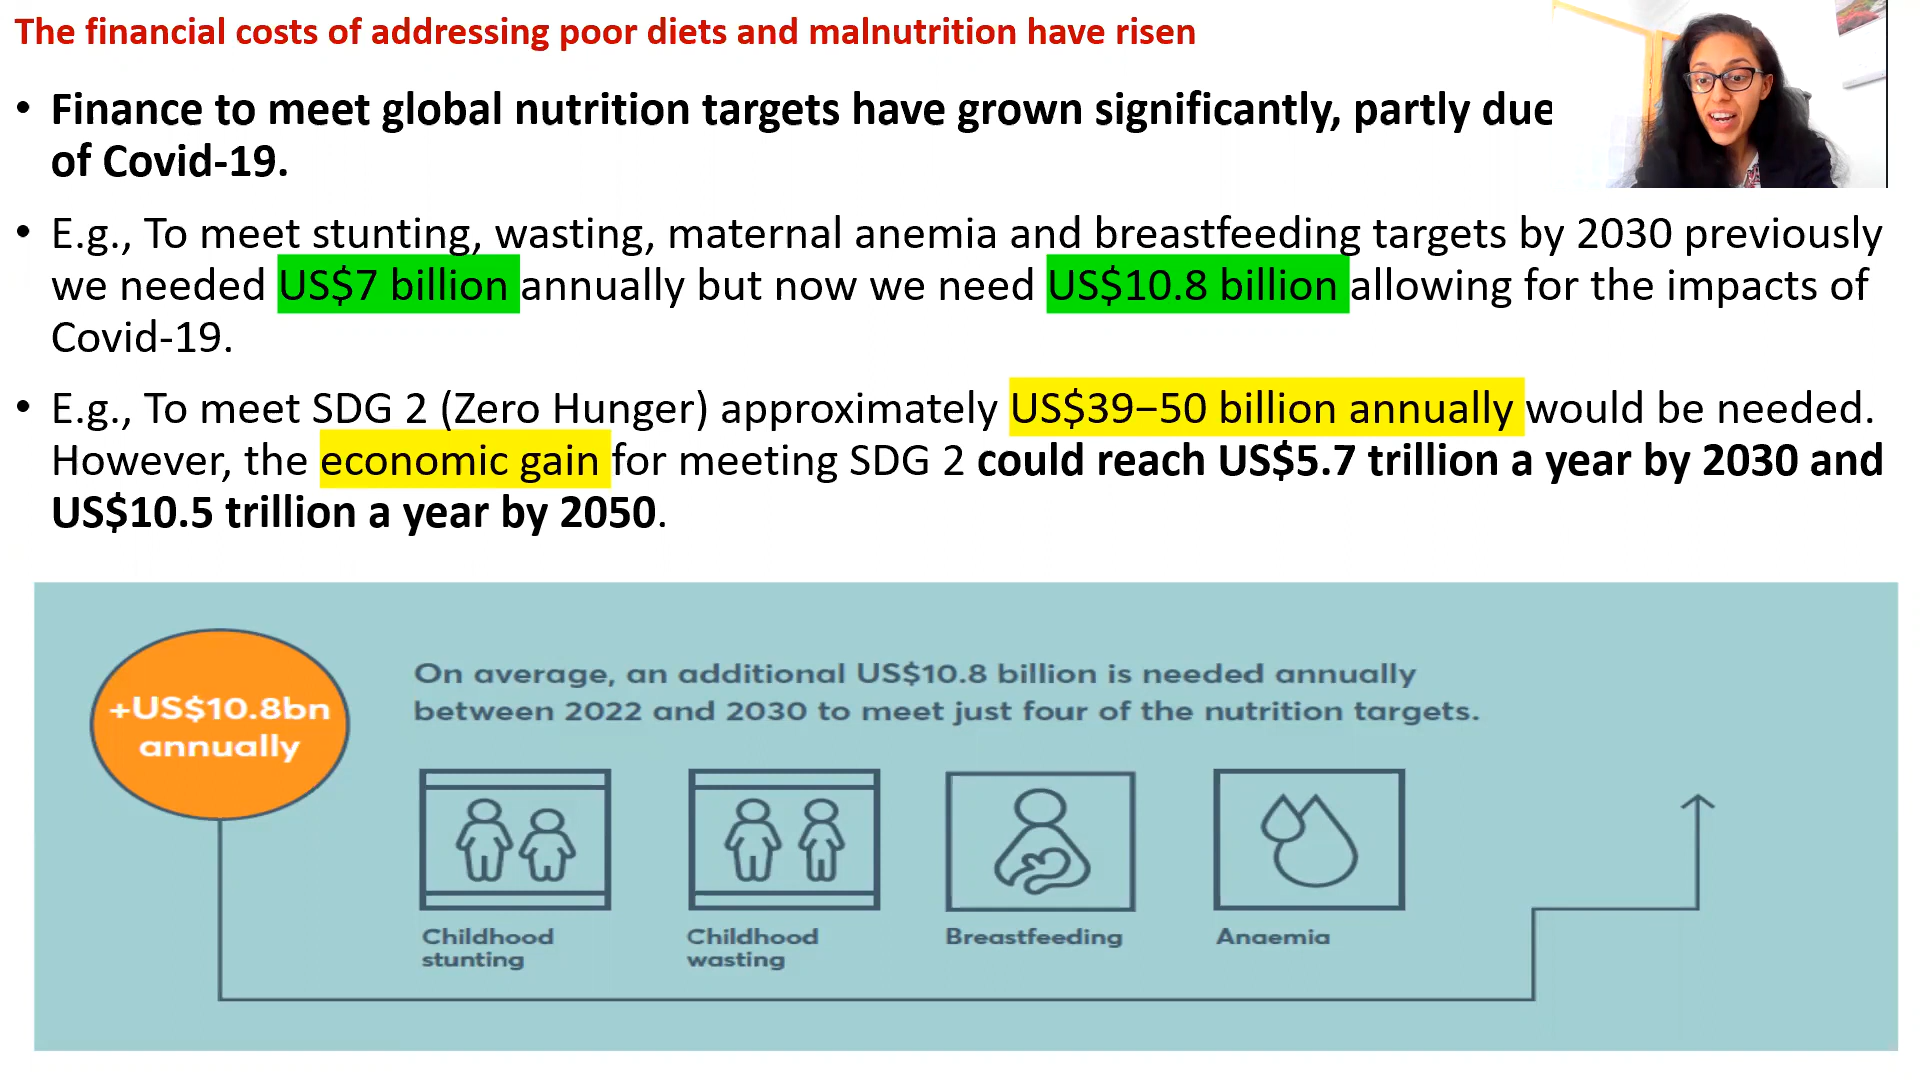 The financial costs of addressing poor diets and malnutrition have risen
• Finance to meet global nutrition targets have grown significantly, partly due
of Covid-19.
• E.g., To meet stunting, wasting, maternal anemia and breastfeeding targets by 2030 previously
we needed US$7 billion annually but now we need US$10.8 billion allowing for the impacts of
Covid-19.
• E.g., To meet SDG 2 (Zero Hunger) approximately US$39–50 billion annually would be needed.
However, the economic gain for meeting SDG 2 could reach US$5.7 trillion a year by 2030 and
US$10.5 trillion a year by 2050.
+US$10.8bn
annually
On average, an additional US$10.8 billion is needed annually
between 2022 and 2030 to meet just four of the nutrition targets.
Childhood
stunting
Childhood
wasting
Breastfeeding
Anaemia